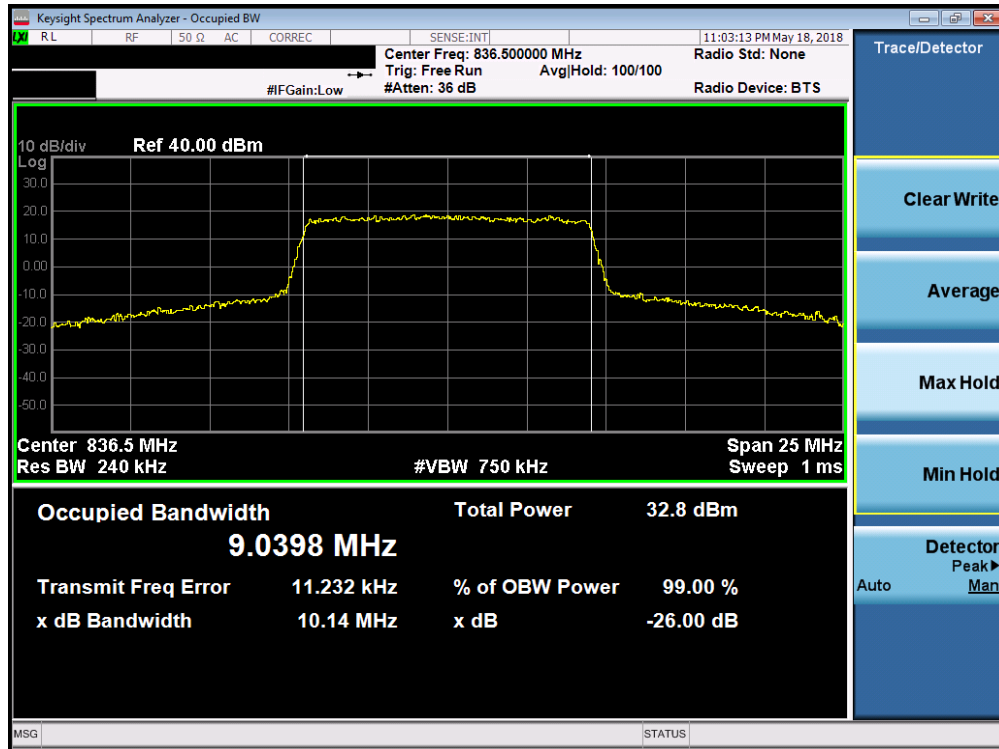 Keysight Spectrum Analyzer - Occupied BW
LXI RL RF 50 Ω AC CORREC SENSE:INT 11:03:13 PM May 18, 2018
Center Freq: 836.500000 MHz Radio Std: None
Trig: Free Run Avg|Hold: 100/100
#IFGain:Low #Atten: 36 dB Radio Device: BTS
10 dB/div Ref 40.00 dBm
Log
30.0
20.0
10.0
0.00
-10.0
-20.0
-30.0
-40.0
-50.0
Center 836.5 MHz Span 25 MHz
Res BW 240 kHz #VBW 750 kHz Sweep 1 ms
Occupied Bandwidth Total Power 32.8 dBm
9.0398 MHz
Transmit Freq Error 11.232 kHz % of OBW Power 99.00 %
x dB Bandwidth 10.14 MHz x dB -26.00 dB
MSG STATUS
Trace/Detector
Clear Write
Average
Max Hold
Min Hold
Detector
Peak▶
Auto Man